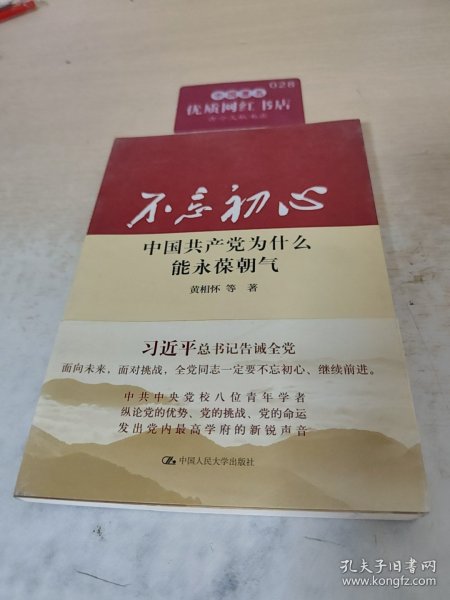 028
优质网红书店
不忘初心
中国共产党为什么
能永葆朝气
黄相怀 等 著
习近平总书记告诫全党
面向未来，面对挑战，全党同志一定要不忘初心、继续前进。
中共中央党校八位青年学者
纵论党的优势、党的挑战、党的命运
发出党内最高学府的新锐声音
中国人民大学出版社
孔夫子旧书网
www.kongfz.com